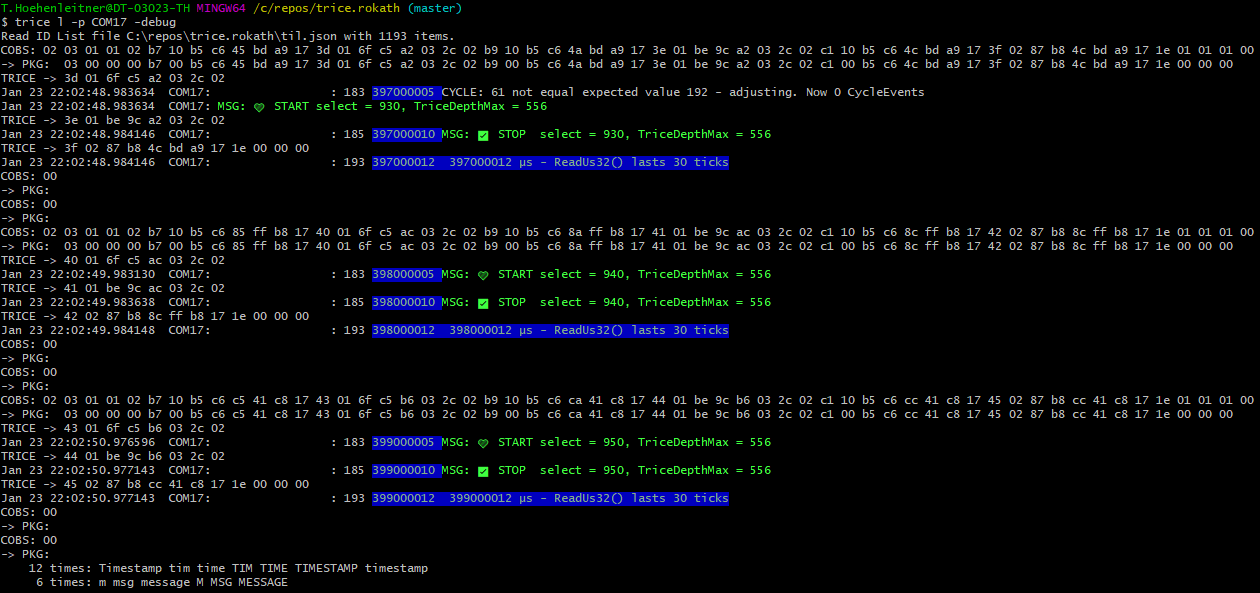 T.Hoehenleitner@DT-03023-TH MINGW64 /c/repos/trice.rokath (master)
$ trice l -p COM17 -debug
Read ID List file C:\repos\trice.rokath\til.json with 1193 items.
COBS: 02 03 01 01 02 b7 10 b5 c6 45 bd a9 17 3d 01 6f c5 a2 03 2c 02 b9 10 b5 c6 4a bd a9 17 3e 01 be 9c a2 03 2c 02 c1 10 b5 c6 4c bd a9 17 3f 02 87 b8 4c bd a9 17 1e 01 01 01 00
-> PKG:  03 00 00 00 b7 00 b5 c6 45 bd a9 17 3d 01 6f c5 a2 03 2c 02 b9 00 b5 c6 4a bd a9 17 3e 01 be 9c a2 03 2c 02 c1 00 b5 c6 4c bd a9 17 3f 02 87 b8 4c bd a9 17 1e 00 00 00
TRICE -> 3d 01 6f c5 a2 03 2c 02
Jan 23 22:02:48.983634  COM17:                 : 183 397000005 CYCLE: 61 not equal expected value 192 - adjusting. Now 0 CycleEvents
Jan 23 22:02:48.983634  COM17: MSG: 💚 START select = 930, TriceDepthMax = 556
TRICE -> 3e 01 be 9c a2 03 2c 02
Jan 23 22:02:48.984146  COM17:                 : 185 397000010 MSG: ✅ STOP  select = 930, TriceDepthMax = 556
TRICE -> 3f 02 87 b8 4c bd a9 17 1e 00 00 00
Jan 23 22:02:48.984146  COM17:                 : 193 397000012  397000012 µs - ReadUs32() lasts 30 ticks
COBS: 00
-> PKG:
COBS: 00
-> PKG:
COBS: 02 03 01 01 02 b7 10 b5 c6 85 ff b8 17 40 01 6f c5 ac 03 2c 02 b9 10 b5 c6 8a ff b8 17 41 01 be 9c ac 03 2c 02 c1 10 b5 c6 8c ff b8 17 42 02 87 b8 8c ff b8 17 1e 01 01 01 00
-> PKG:  03 00 00 00 b7 00 b5 c6 85 ff b8 17 40 01 6f c5 ac 03 2c 02 b9 00 b5 c6 8a ff b8 17 41 01 be 9c ac 03 2c 02 c1 00 b5 c6 8c ff b8 17 42 02 87 b8 8c ff b8 17 1e 00 00 00
TRICE -> 40 01 6f c5 ac 03 2c 02
Jan 23 22:02:49.983130  COM17:                 : 183 398000005 MSG: 💚 START select = 940, TriceDepthMax = 556
TRICE -> 41 01 be 9c ac 03 2c 02
Jan 23 22:02:49.983638  COM17:                 : 185 398000010 MSG: ✅ STOP  select = 940, TriceDepthMax = 556
TRICE -> 42 02 87 b8 8c ff b8 17 1e 00 00 00
Jan 23 22:02:49.984148  COM17:                 : 193 398000012  398000012 µs - ReadUs32() lasts 30 ticks
COBS: 00
-> PKG:
COBS: 00
-> PKG:
COBS: 02 03 01 01 02 b7 10 b5 c6 c5 41 c8 17 43 01 6f c5 b6 03 2c 02 b9 10 b5 c6 ca 41 c8 17 44 01 be 9c b6 03 2c 02 c1 10 b5 c6 cc 41 c8 17 45 02 87 b8 cc 41 c8 17 1e 01 01 01 00
-> PKG:  03 00 00 00 b7 00 b5 c6 c5 41 c8 17 43 01 6f c5 b6 03 2c 02 b9 00 b5 c6 ca 41 c8 17 44 01 be 9c b6 03 2c 02 c1 00 b5 c6 cc 41 c8 17 45 02 87 b8 cc 41 c8 17 1e 00 00 00
TRICE -> 43 01 6f c5 b6 03 2c 02
Jan 23 22:02:50.976596  COM17:                 : 183 399000005 MSG: 💚 START select = 950, TriceDepthMax = 556
TRICE -> 44 01 be 9c b6 03 2c 02
Jan 23 22:02:50.977143  COM17:                 : 185 399000010 MSG: ✅ STOP  select = 950, TriceDepthMax = 556
TRICE -> 45 02 87 b8 cc 41 c8 17 1e 00 00 00
Jan 23 22:02:50.977143  COM17:                 : 193 399000012  399000012 µs - ReadUs32() lasts 30 ticks
COBS: 00
-> PKG:
COBS: 00
-> PKG:
    12 times: Timestamp tim time TIM TIME TIMESTAMP timestamp
     6 times: m msg message M MSG MESSAGE